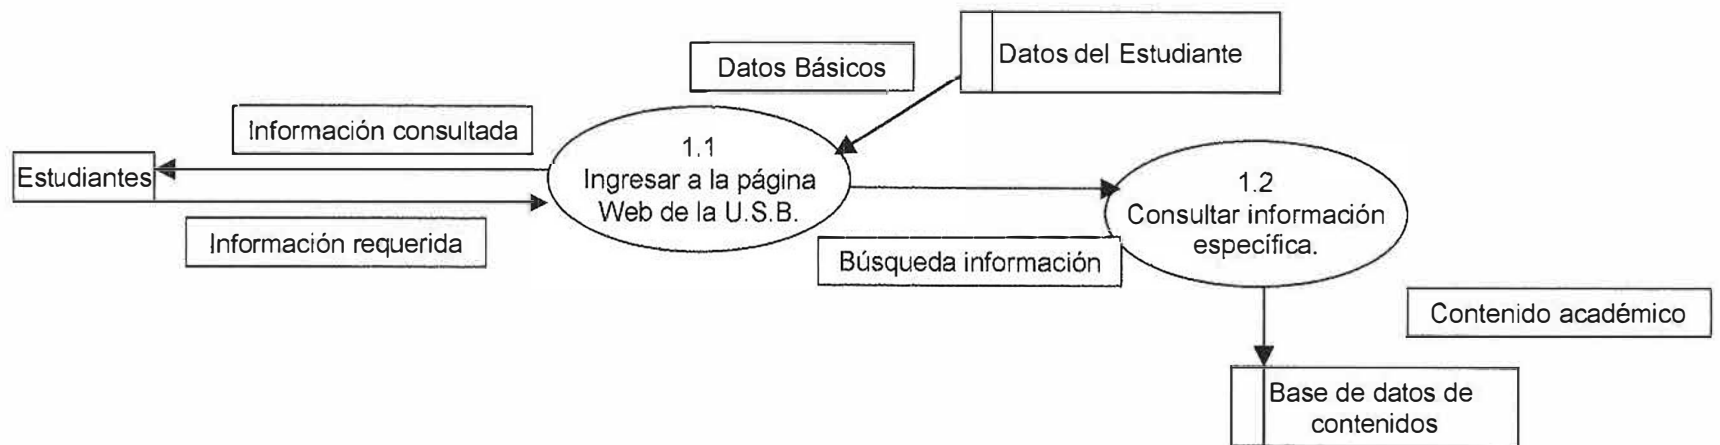 Datos Básicos
Datos del Estudiante
Información consultada
Estudiantes
1.1
Ingresar a la página
Web de la U.S.B.
1.2
Consultar información
específica.
Información requerida
Búsqueda información
Contenido académico
Base de datos de
contenidos